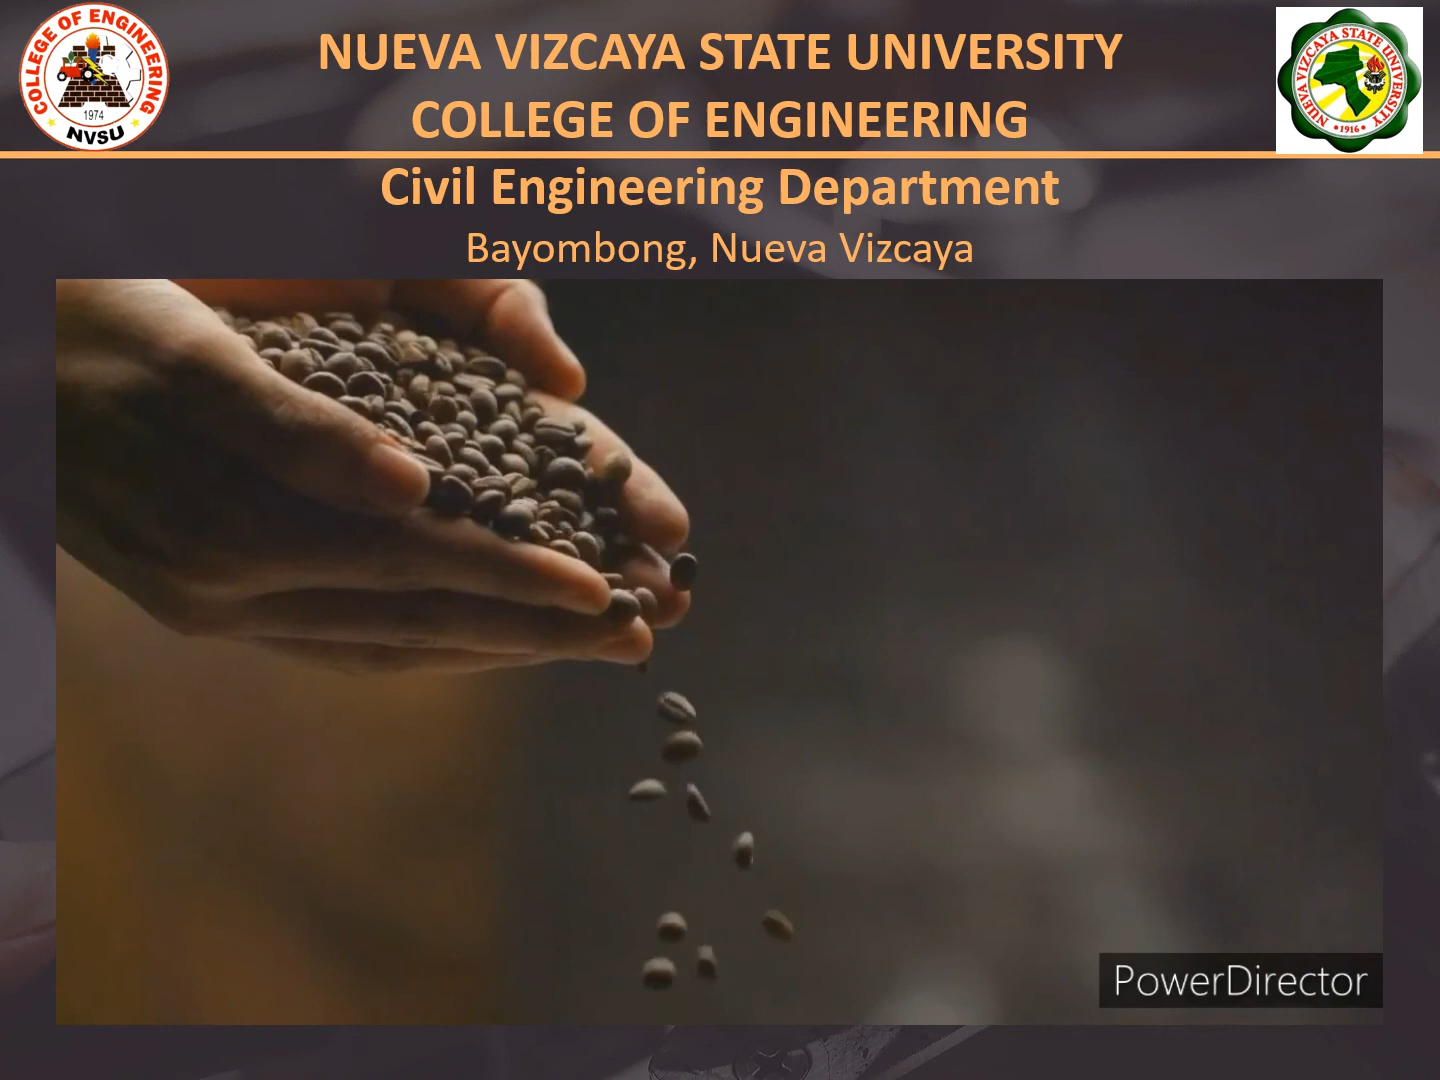 NUEVA VIZCAYA STATE UNIVERSITY
COLLEGE OF ENGINEERING
Civil Engineering Department
Bayombong, Nueva Vizcaya
COLLEGE OF ENGINEERING
1974
NVSU
NUEVA VIZCAYA STATE UNIVERSITY
1916
PowerDirector